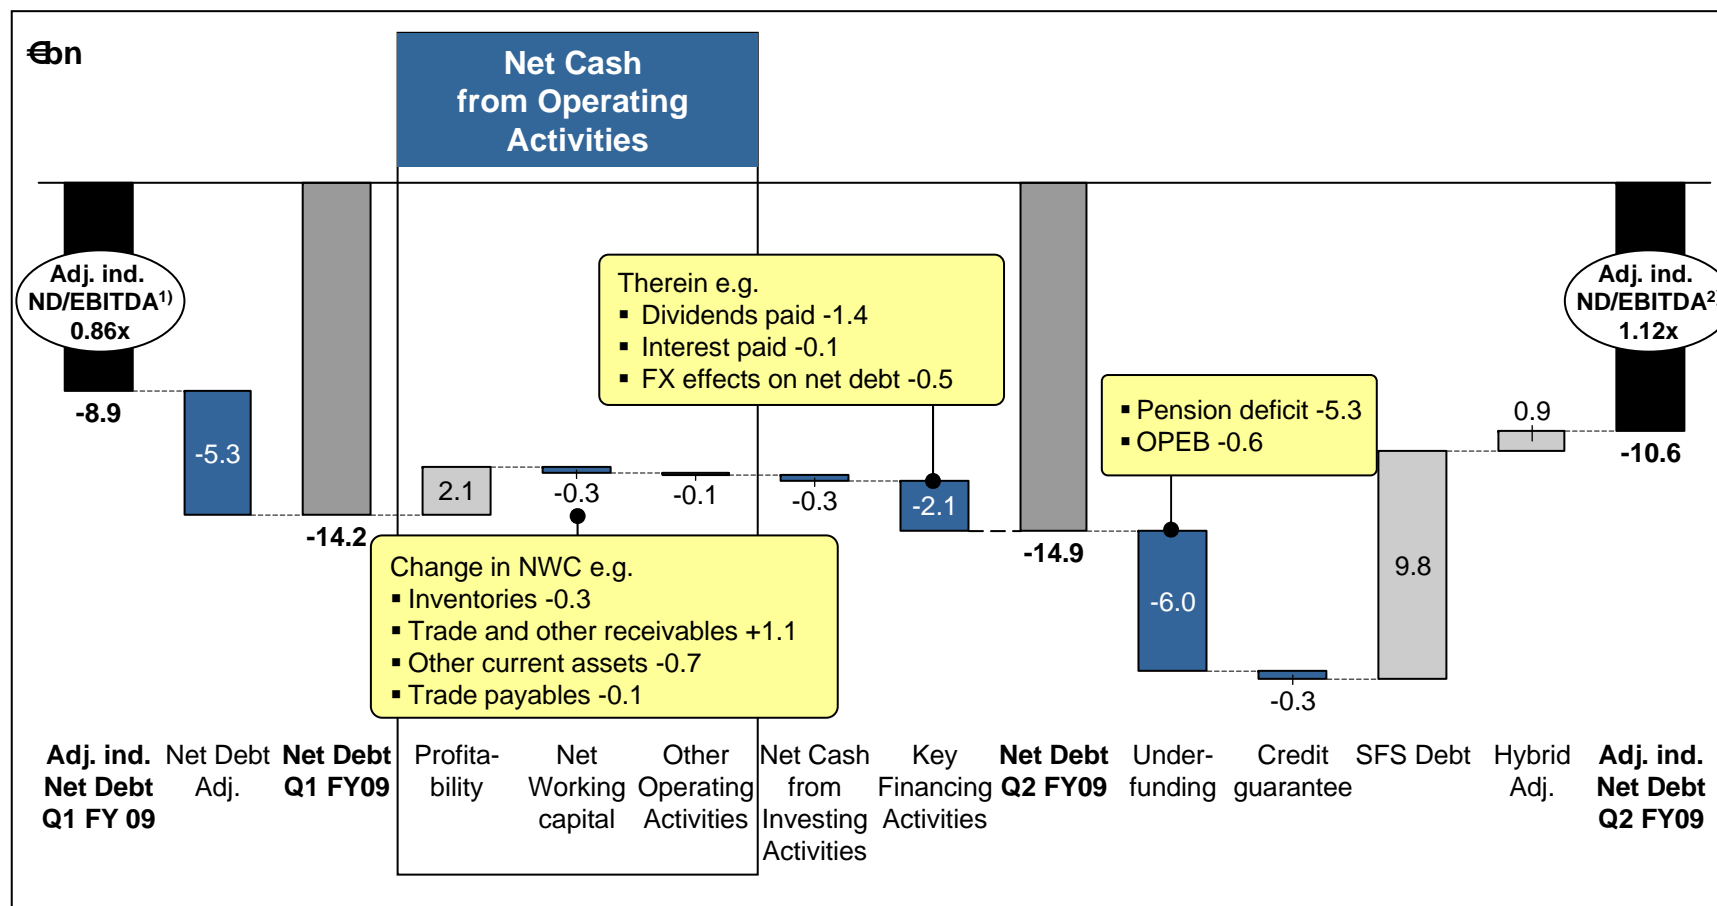 €bn
Net Cash
from Operating
Activities
Adj. ind.
ND/EBITDA1)
0.86x
-8.9
-5.3
-14.2
2.1
-0.3
-0.1
-0.3
-2.1
-14.9
-6.0
-0.3
9.8
0.9
-10.6
Adj. ind.
ND/EBITDA2)
1.12x
Therein e.g.
▪ Dividends paid -1.4
▪ Interest paid -0.1
▪ FX effects on net debt -0.5
▪ Pension deficit -5.3
▪ OPEB -0.6
Change in NWC e.g.
▪ Inventories -0.3
▪ Trade and other receivables +1.1
▪ Other current assets -0.7
▪ Trade payables -0.1
Adj. ind.
Net Debt
Q1 FY 09
Net Debt
Adj.
Net Debt
Q1 FY09
Profita-
bility
Net
Working
capital
Other
Operating
Activities
Net Cash
from
Investing
Activities
Key
Financing
Activities
Net Debt
Q2 FY09
Under-
funding
Credit
guarantee
SFS Debt
Hybrid
Adj.
Adj. ind.
Net Debt
Q2 FY09